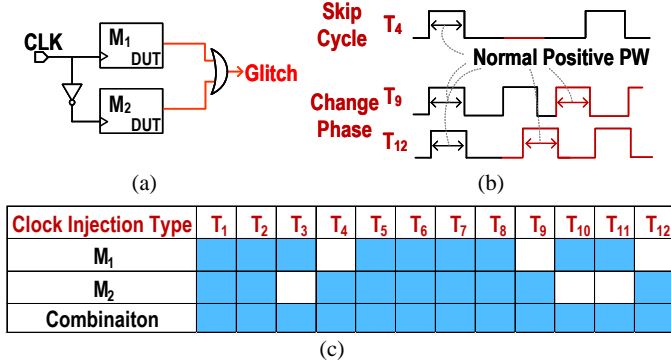 CLK
M1
DUT
M2
DUT
Glitch
(a)
Skip
Cycle
T4
Normal Positive PW
Change
Phase
T9
T12
(b)
Clock Injection Type T1 T2 T3 T4 T5 T6 T7 T8 T9 T10 T11 T12
M1
M2
Combinaiton
(c)